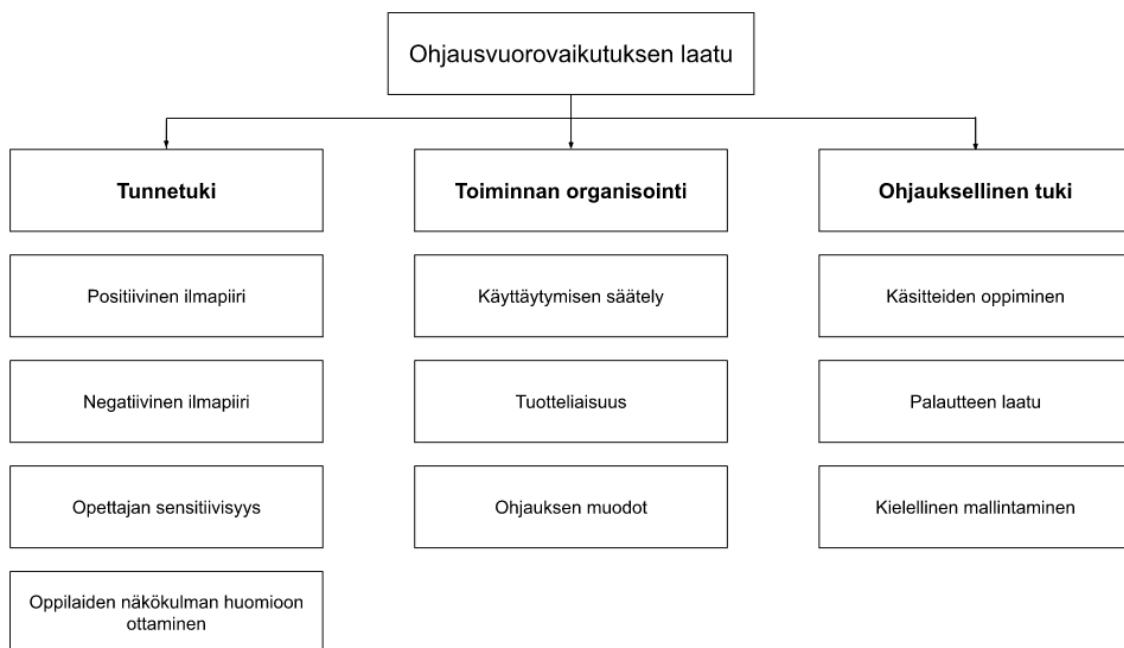 Ohjausvuorovaikutuksen laatu
Tunnetuki
Toiminnan organisointi
Ohjauksellinen tuki
Positiivinen ilmapiiri
Käyttäytymisen säätely
Käsitteiden oppiminen
Negatiivinen ilmapiiri
Tuotteliaisuus
Palautteen laatu
Opettajan sensitiivisyys
Ohjauksen muodot
Kielellinen mallintaminen
Oppilaiden näkökulman huomioon
ottaminen